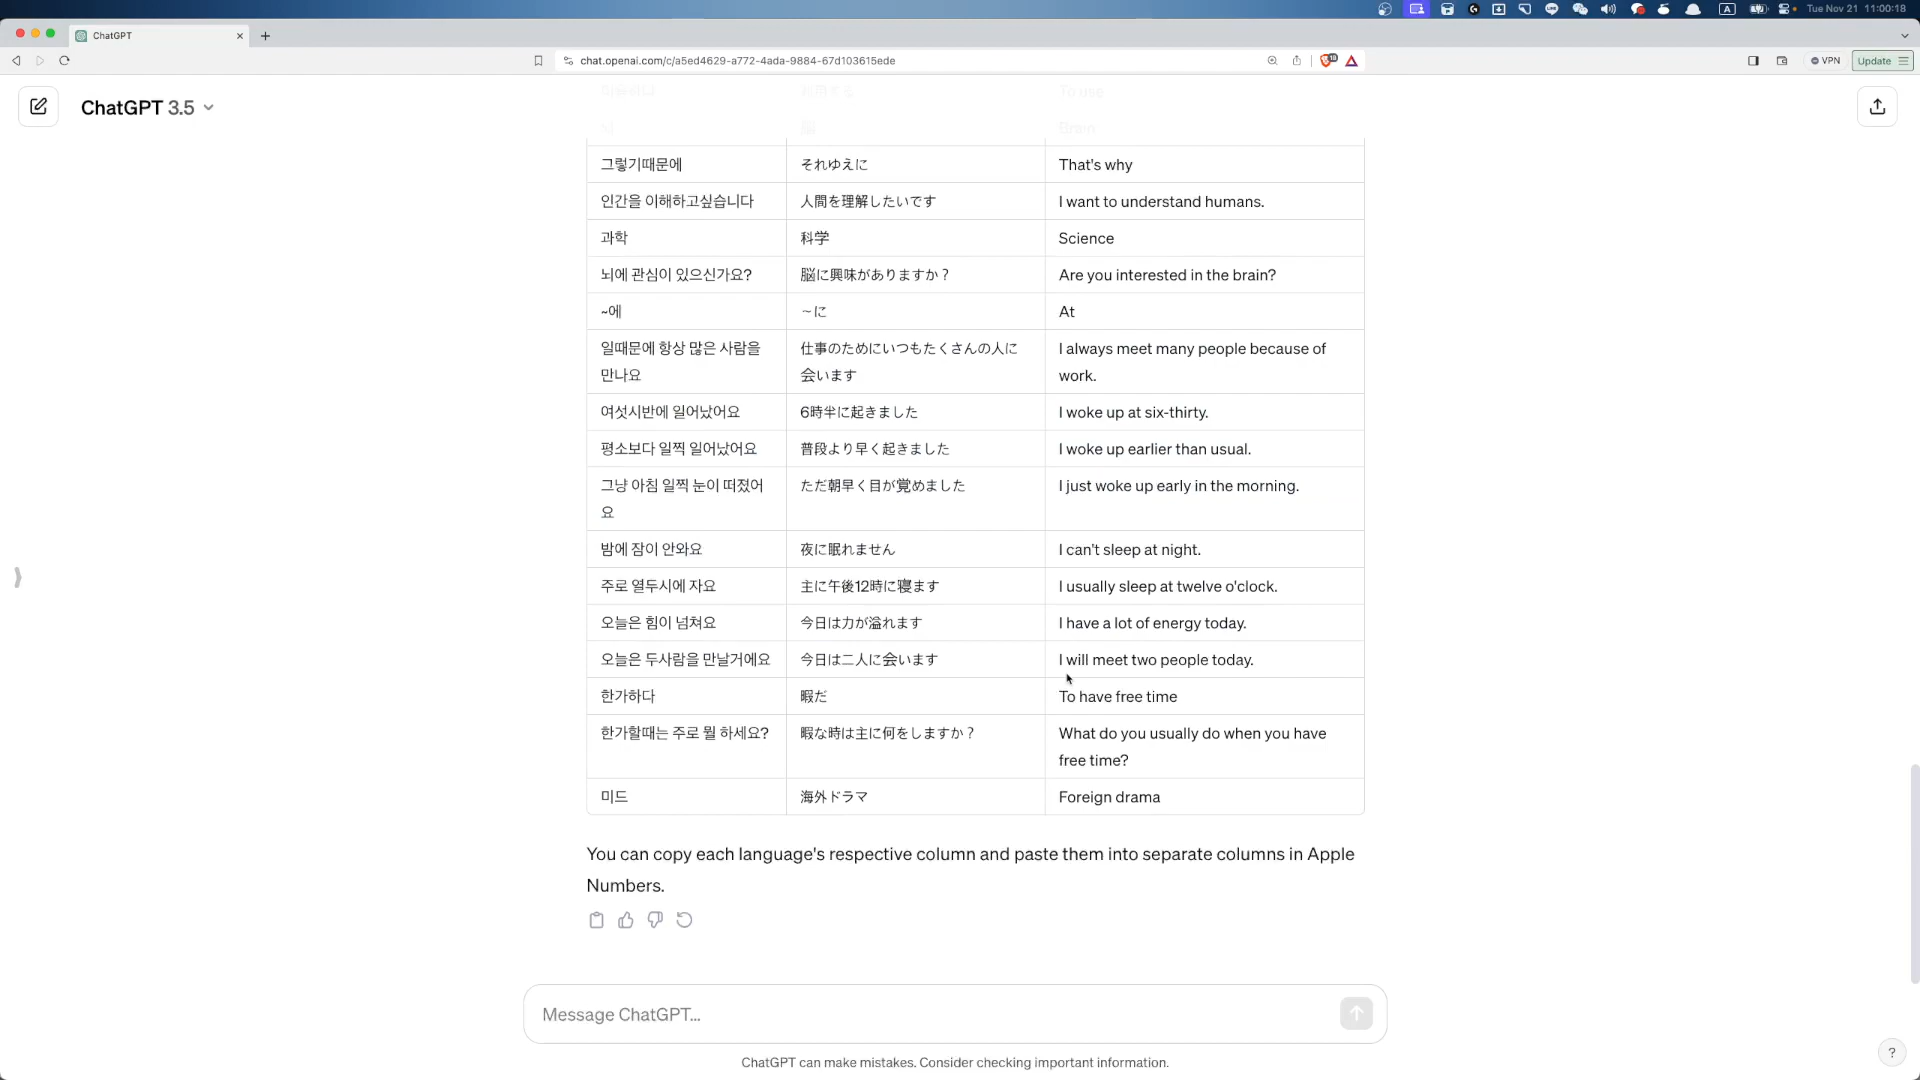 Tue Nov 21 11:00:18
ChatGPT
chat.openai.com/c/a5ed4629-a772-4ada-9884-67d103615ede
VPN
Update
ChatGPT 3.5
To use
脳
Brain
그렇기때문에
それゆえに
That's why
인간을 이해하고싶습니다
人間を理解したいです
I want to understand humans.
과학
科学
Science
뇌에 관심이 있으신가요?
脳に興味がありますか？
Are you interested in the brain?
~에
～に
At
일때문에 항상 많은 사람을
만나요
仕事のためにいつもたくさんの人に
会います
I always meet many people because of
work.
여섯시반에 일어났어요
6時半に起きました
I woke up at six-thirty.
평소보다 일찍 일어났어요
普段より早く起きました
I woke up earlier than usual.
그냥 아침 일찍 눈이 떠졌어
요
ただ朝早く目が覚めました
I just woke up early in the morning.
밤에 잠이 안와요
夜に眠れません
I can't sleep at night.
주로 열두시에 자요
主に午後12時に寝ます
I usually sleep at twelve o'clock.
오늘은 힘이 넘쳐요
今日は力が溢れます
I have a lot of energy today.
오늘은 두사람을 만날거에요
今日は二人に会います
I will meet two people today.
한가하다
暇だ
To have free time
한가할때는 주로 뭘 하세요?
暇な時は主に何をしますか？
What do you usually do when you have
free time?
미드
海外ドラマ
Foreign drama
You can copy each language's respective column and paste them into separate columns in Apple
Numbers.
Message ChatGPT...
ChatGPT can make mistakes. Consider checking important information.
?